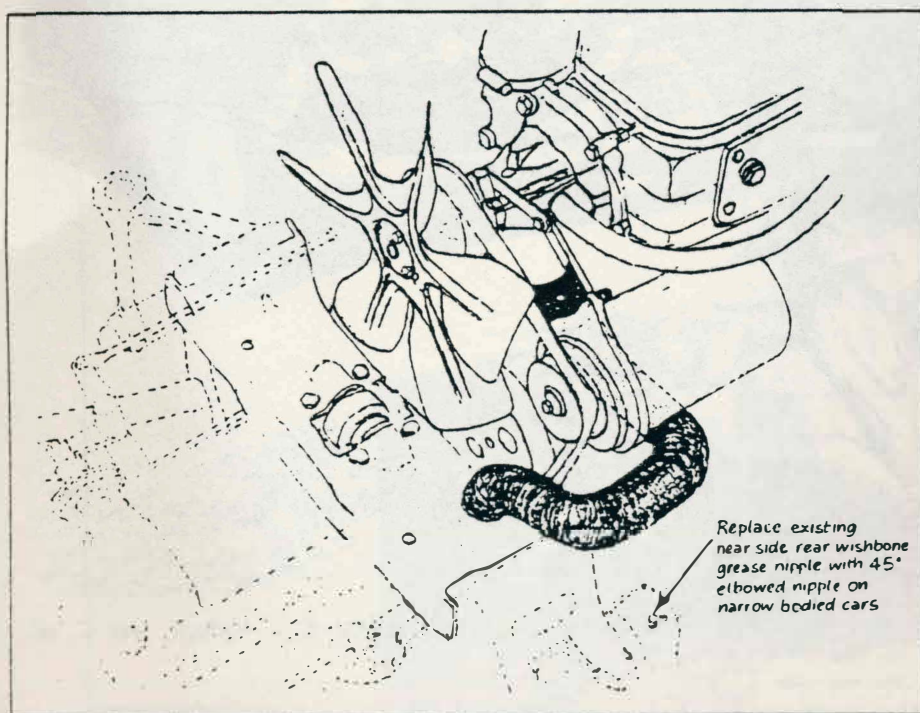 Replace existing
near side rear wishbone
grease nipple with 45°
elbowed nipple on
narrow bodied cars